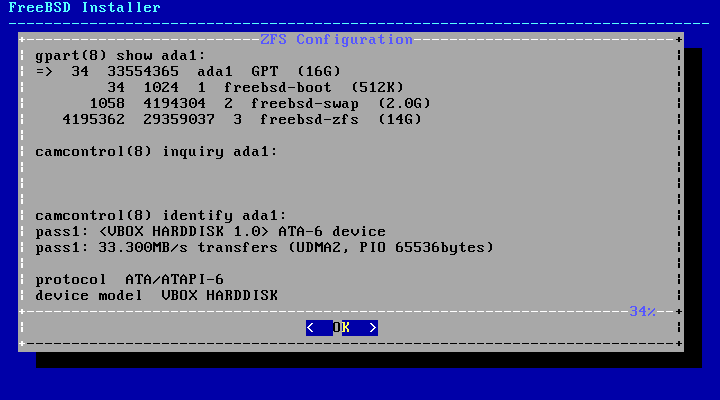 FreeBSD Installer
ZFS Configuration
gpart(8) show ada1:
=>  34  33554365  ada1  GPT  (16G)
        34  1024  1  freebsd-boot  (512K)
      1058  4194304  2  freebsd-swap  (2.0G)
   4195362  29359037  3  freebsd-zfs  (14G)
camcontrol(8) inquiry ada1:
camcontrol(8) identify ada1:
pass1: <VBOX HARDDISK 1.0> ATA-6 device
pass1: 33.300MB/s transfers (UDMA2, PIO 65536bytes)
protocol  ATA/ATAPI-6
device model  VBOX HARDDISK
34%
<  OK  >